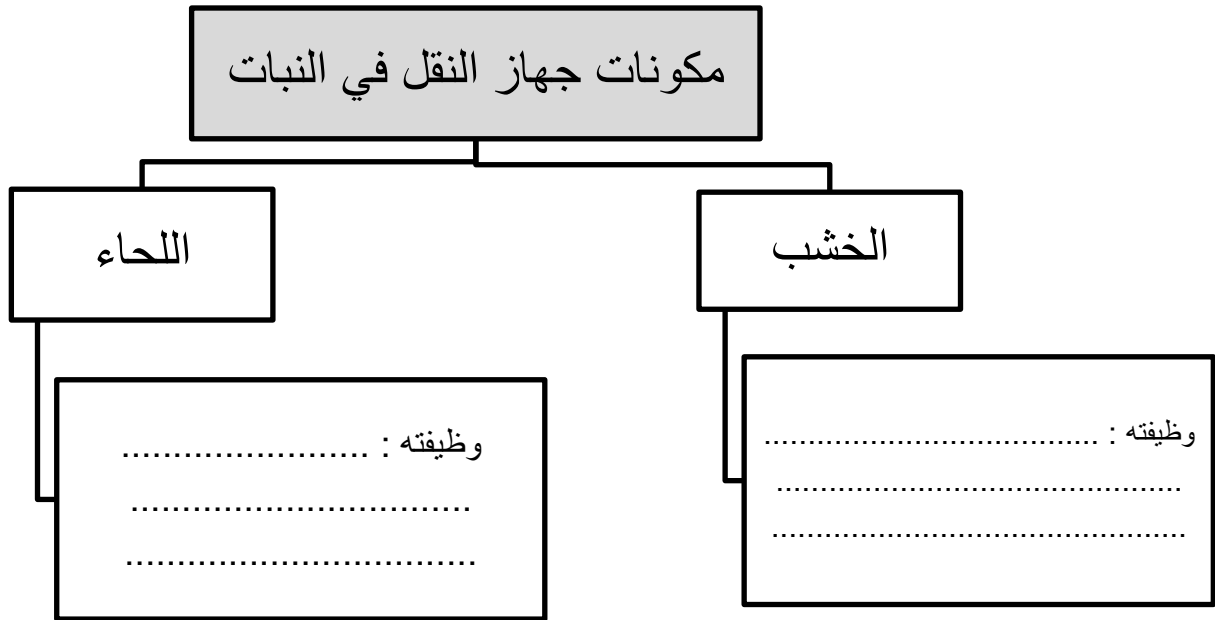 مكونات جهاز النقل في النبات
الخشب
اللحاء
وظيفته : ......................................
..............................................
...............................................
وظيفته : ........................
.................................
..................................